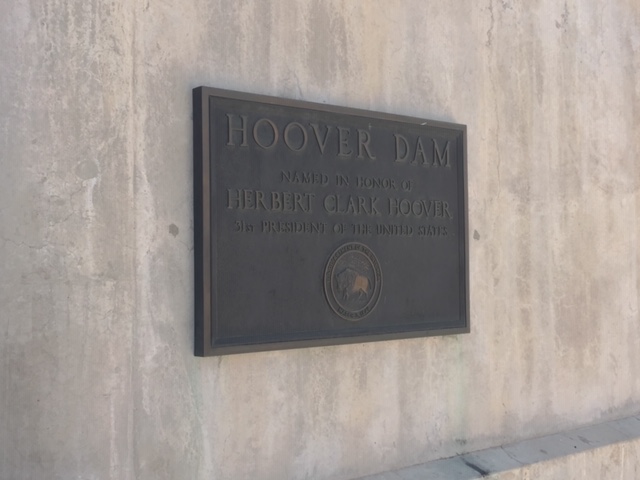 HOOVER DAM
NAMED IN HONOR OF
HERBERT CLARK HOOVER
31ST PRESIDENT OF THE UNITED STATES